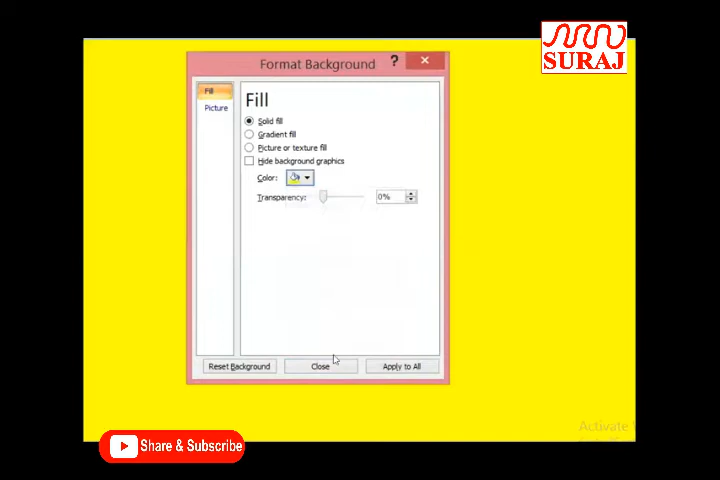 SURAJ
Format Background
?
Fill
Picture
Fill
Solid fill
Gradient fill
Picture or texture fill
Hide background graphics
Color:
Transparency:
0%
Reset Background
Close
Apply to All
Activate
Share & Subscribe